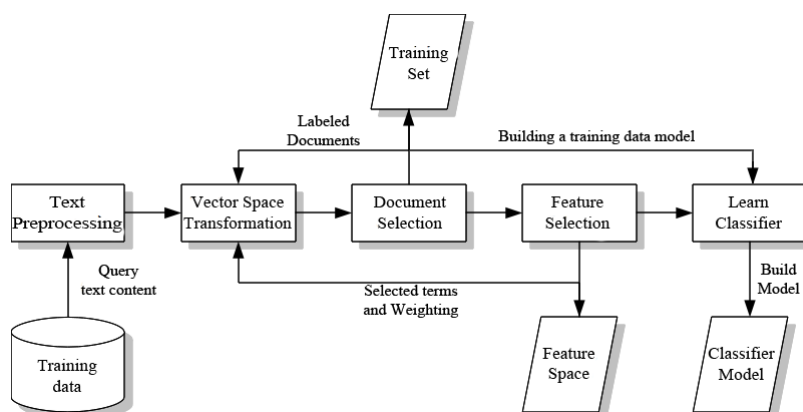 Training
Set
Labeled
Documents
Building a training data model
Text
Preprocessing
Vector Space
Transformation
Document
Selection
Feature
Selection
Learn
Classifier
Query
text content
Selected terms
and Weighting
Build
Model
Training
data
Feature
Space
Classifier
Model